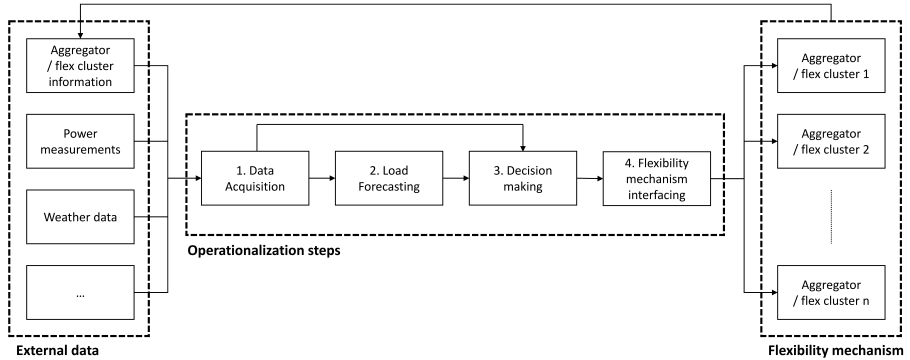 Aggregator
/ flex cluster
information
Power
measurements
Weather data
...
External data
1. Data
Acquisition
2. Load
Forecasting
3. Decision
making
4. Flexibility
mechanism
interfacing
Operationalization steps
Aggregator
/ flex cluster 1
Aggregator
/ flex cluster 2
Aggregator
/ flex cluster n
Flexibility mechanism